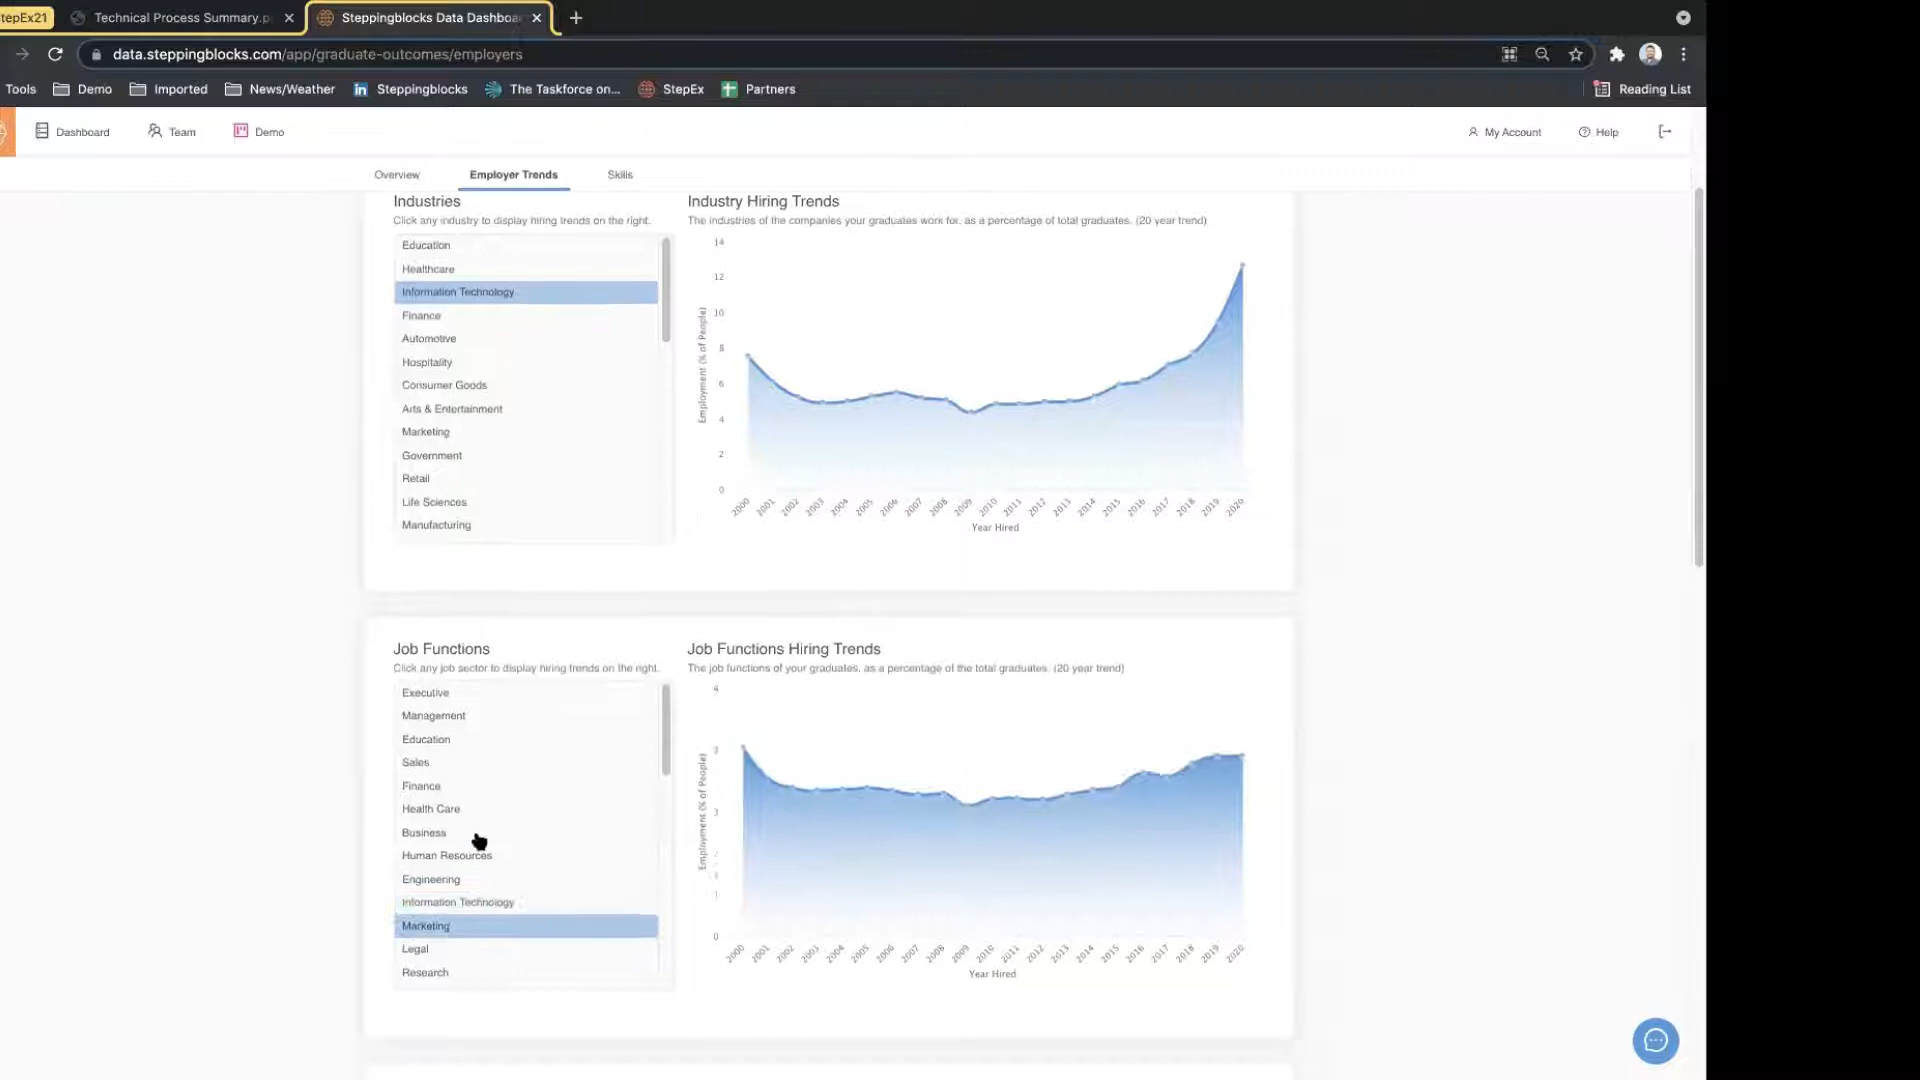 tepEx21 Technical Process Summary.p Steppingblocks Data Dashboa
data.steppingblocks.com/app/graduate-outcomes/employers
Tools Demo Imported News/Weather Steppingblocks The Taskforce on... StepEx Partners Reading List
Dashboard Team Demo My Account Help
Overview Employer Trends Skills
Industries
Click any industry to display hiring trends on the right.
Education
Healthcare
Information Technology
Finance
Automotive
Hospitality
Consumer Goods
Arts & Entertainment
Marketing
Government
Retail
Life Sciences
Manufacturing
Industry Hiring Trends
The industries of the companies your graduates work for, as a percentage of total graduates. (20 year trend)
14
12
10
8
6
4
2
0
Employment (% of People)
2000 2001 2002 2003 2004 2005 2006 2007 2008 2009 2010 2011 2012 2013 2014 2015 2016 2017 2018 2019 2020
Year Hired
Job Functions
Click any job sector to display hiring trends on the right.
Executive
Management
Education
Sales
Finance
Health Care
Business
Human Resources
Engineering
Information Technology
Marketing
Legal
Research
Job Functions Hiring Trends
The job functions of your graduates, as a percentage of the total graduates. (20 year trend)
4
3
3
1
0
Employment (% of People)
2000 2001 2002 2003 2004 2005 2006 2007 2008 2009 2010 2011 2012 2013 2014 2015 2016 2017 2018 2019 2020
Year Hired